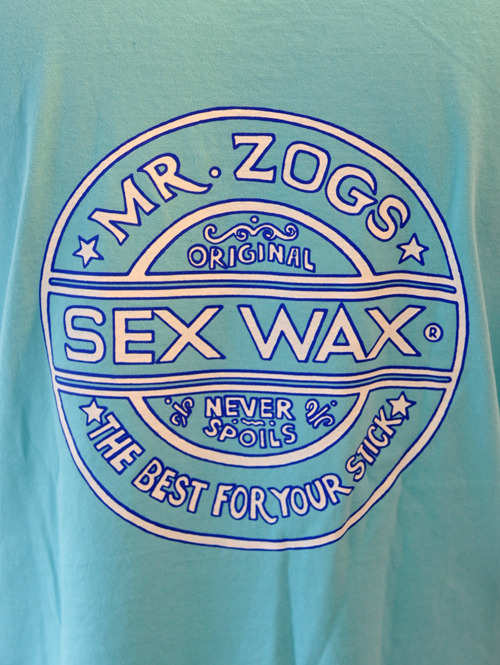 MR. ZOGS
ORIGINAL
SEX WAX®
NEVER
SPOILS
THE BEST FOR YOUR STICK